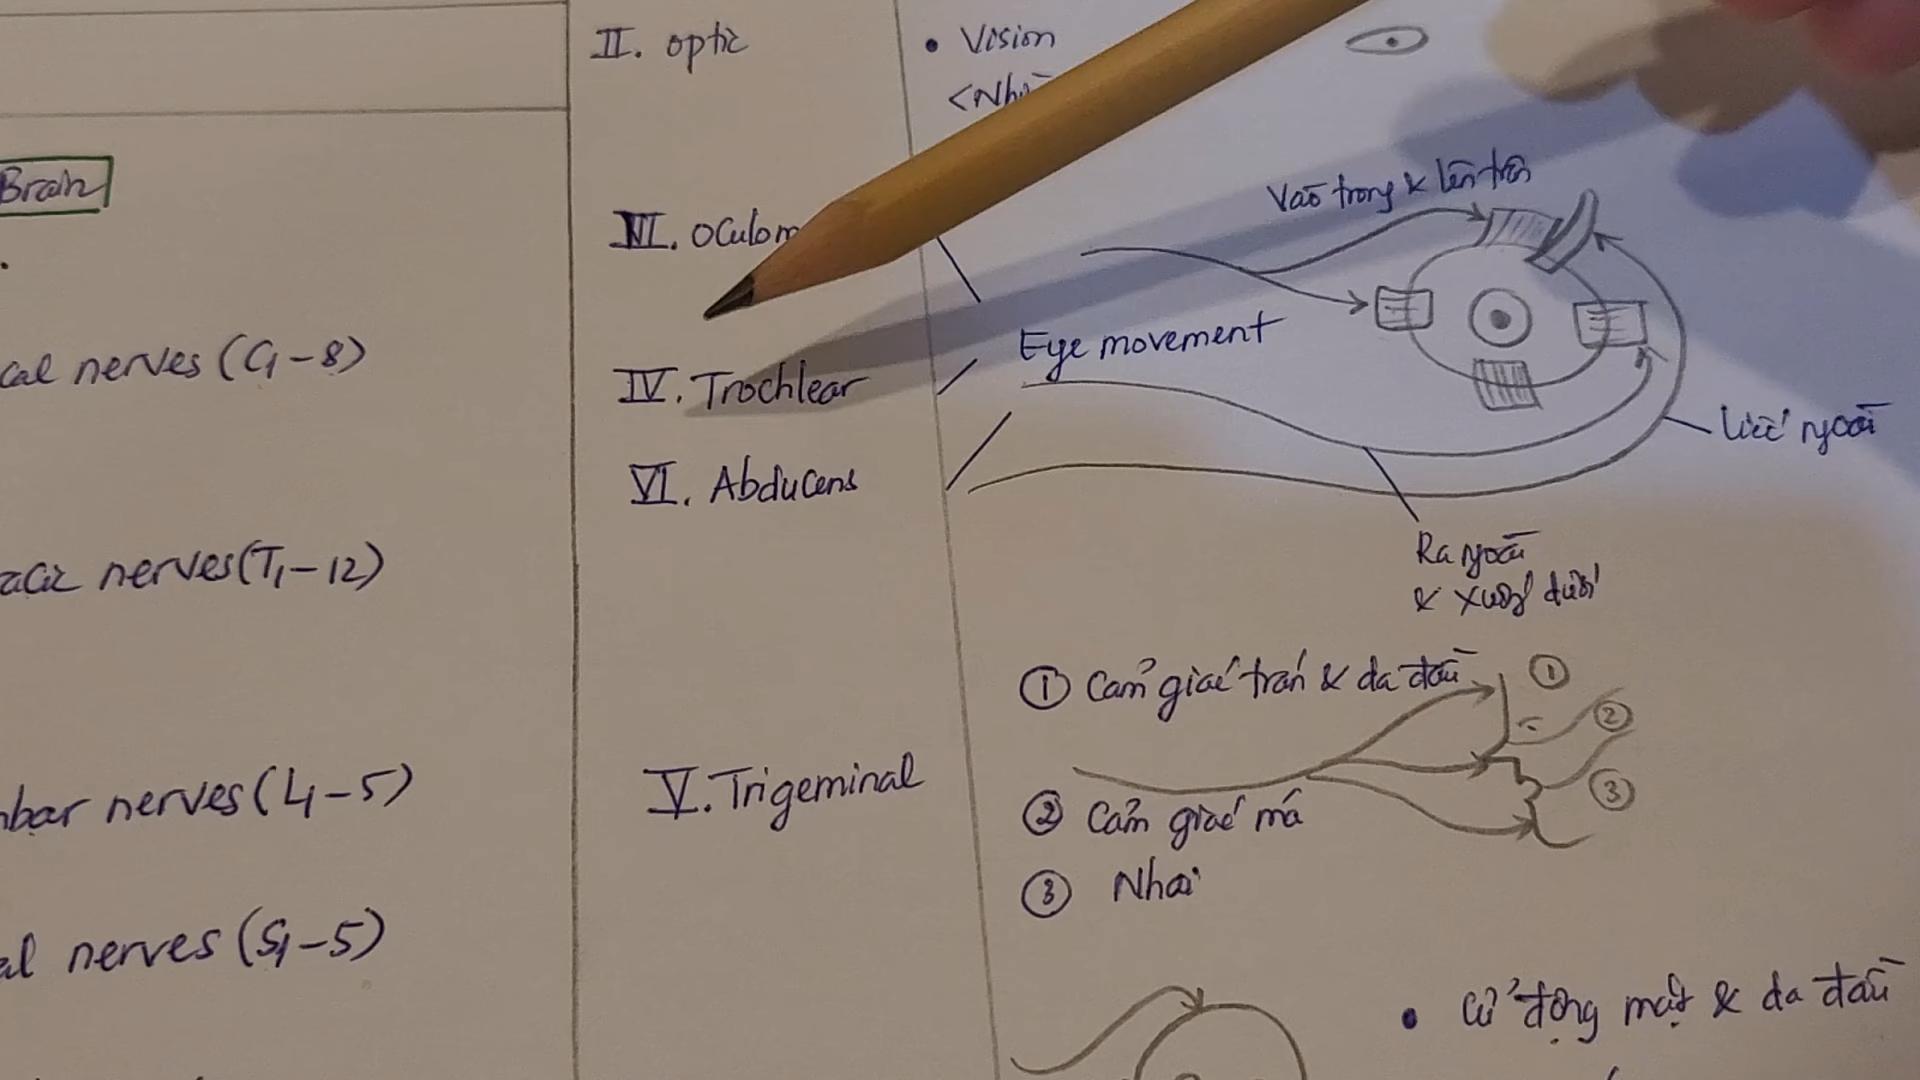 II. optic
• Vision
<Nhì
Brain
III. Oculom
Vào trong & lên trên
cal nerves (C1-8)
IV. Trochlear
Eye movement
VI. Abducens
Liếc ngoài
Ra ngoài
& xuống dưới
acic nerves (T1-12)
① Cảm giác trán & da đầu
①
②
③
V. Trigeminal
② Cảm giác má
③ Nhai
mbar nerves (L1-5)
al nerves (S1-5)
• Cử động mặt & da đầu